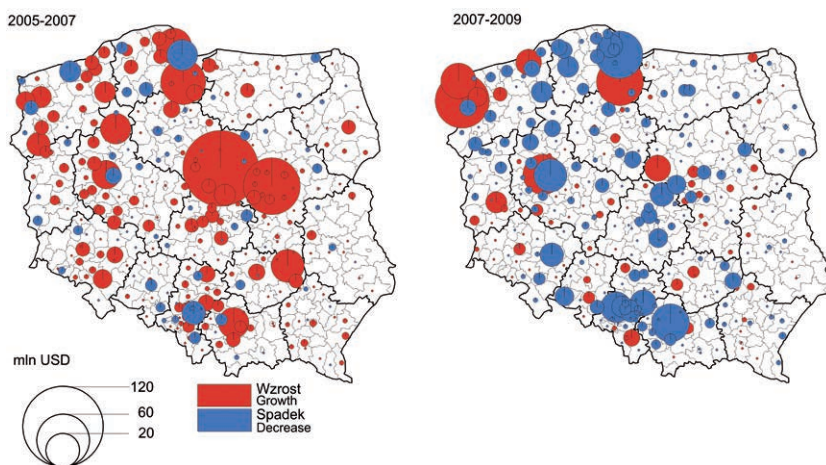 2005-2007
2007-2009
mln USD
120
60
20
Wzrost
Growth
Spadek
Decrease